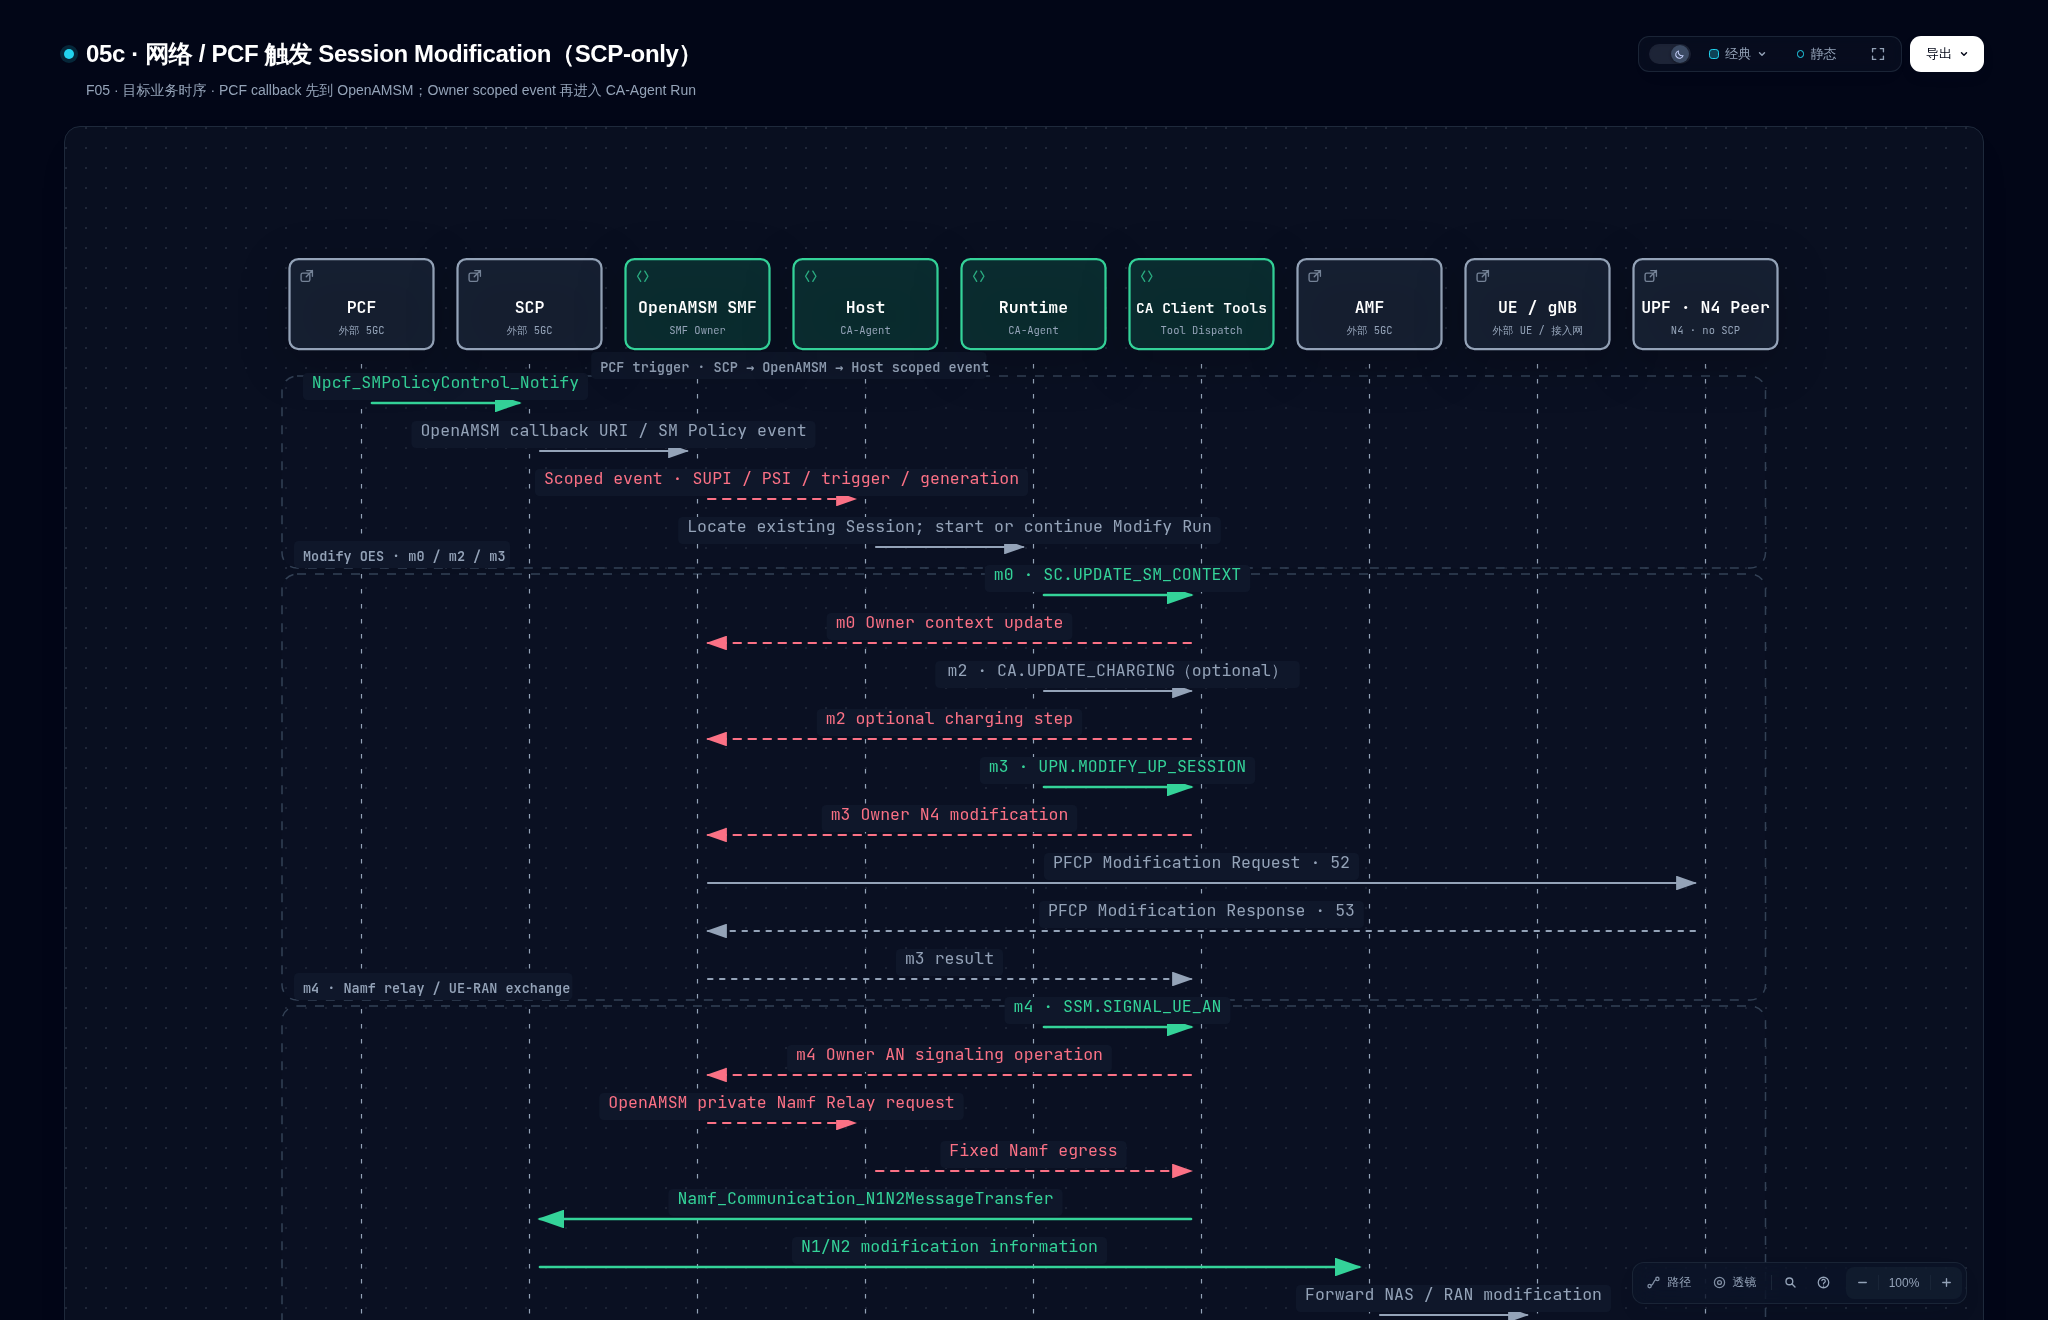 05c · 网络 / PCF 触发 Session Modification（SCP-only）
F05 · 目标业务时序 · PCF callback 先到 OpenAMSM；Owner scoped event 再进入 CA-Agent Run
经典
静态
导出
PCF
外部 5GC
SCP
外部 5GC
OpenAMSM SMF
SMF Owner
Host
CA-Agent
Runtime
CA-Agent
CA Client Tools
Tool Dispatch
AMF
外部 5GC
UE / gNB
外部 UE / 接入网
UPF · N4 Peer
N4 · no SCP
PCF trigger · SCP → OpenAMSM → Host scoped event
Npcf_SMPolicyControl_Notify
OpenAMSM callback URI / SM Policy event
Scoped event · SUPI / PSI / trigger / generation
Locate existing Session; start or continue Modify Run
Modify OES · m0 / m2 / m3
m0 · SC.UPDATE_SM_CONTEXT
m0 Owner context update
m2 · CA.UPDATE_CHARGING（optional）
m2 optional charging step
m3 · UPN.MODIFY_UP_SESSION
m3 Owner N4 modification
PFCP Modification Request · 52
PFCP Modification Response · 53
m3 result
m4 · Namf relay / UE-RAN exchange
m4 · SSM.SIGNAL_UE_AN
m4 Owner AN signaling operation
OpenAMSM private Namf Relay request
Fixed Namf egress
Namf_Communication_N1N2MessageTransfer
N1/N2 modification information
Forward NAS / RAN modification
路径
透镜
100%